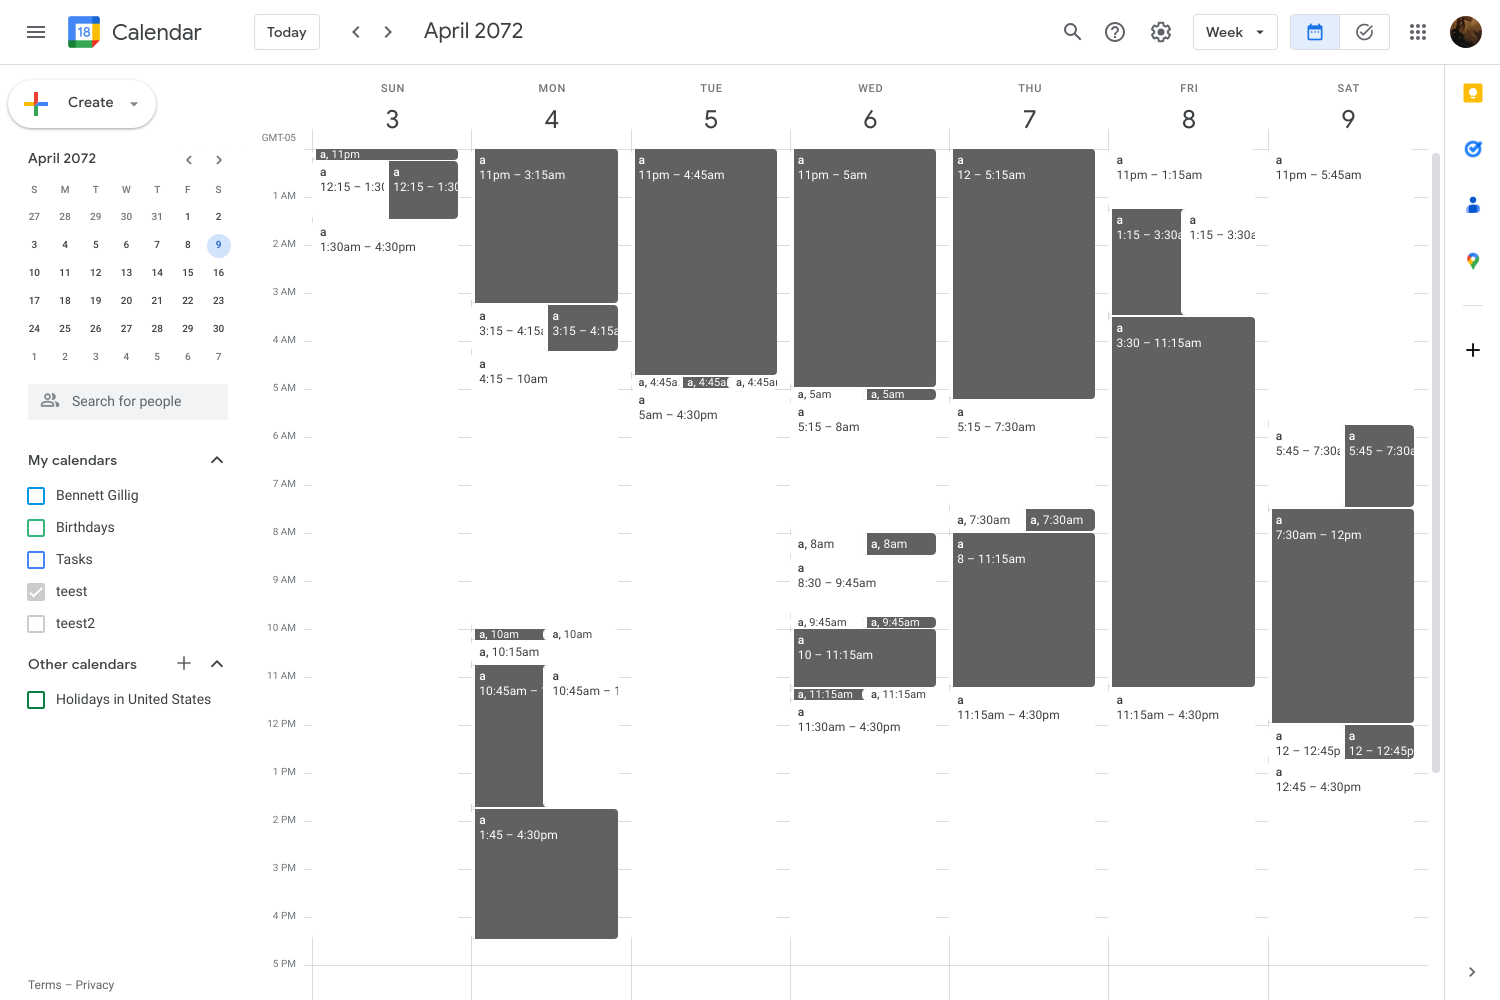 18 Calendar Today April 2072 Week
Create
April 2072
S M T W T F S
27 28 29 30 31 1 2
3 4 5 6 7 8 9
10 11 12 13 14 15 16
17 18 19 20 21 22 23
24 25 26 27 28 29 30
1 2 3 4 5 6 7
Search for people
My calendars
Bennett Gillig
Birthdays
Tasks
teest
teest2
Other calendars
Holidays in United States
Terms – Privacy
SUN MON TUE WED THU FRI SAT
3 4 5 6 7 8 9
GMT-05
1 AM
2 AM
3 AM
4 AM
5 AM
6 AM
7 AM
8 AM
9 AM
10 AM
11 AM
12 PM
1 PM
2 PM
3 PM
4 PM
5 PM
a, 11pm
a
12:15 – 1:30
a
12:15 – 1:30
a
1:30am – 4:30pm
a
11pm – 3:15am
a
3:15 – 4:15a
a
3:15 – 4:15a
a
4:15 – 10am
a, 10am
a, 10am
a, 10:15am
a
10:45am –
a
10:45am – 1
a
1:45 – 4:30pm
a
11pm – 4:45am
a, 4:45a
a, 4:45a
a, 4:45a
a
5am – 4:30pm
a
11pm – 5am
a, 5am
a, 5am
a
5:15 – 8am
a, 8am
a, 8am
a
8:30 – 9:45am
a, 9:45am
a, 9:45am
a
10 – 11:15am
a, 11:15am
a, 11:15am
a
11:30am – 4:30pm
a
12 – 5:15am
a
5:15 – 7:30am
a, 7:30am
a, 7:30am
a
8 – 11:15am
a
11:15am – 4:30pm
a
11pm – 1:15am
a
1:15 – 3:30a
a
1:15 – 3:30a
a
3:30 – 11:15am
a
11:15am – 4:30pm
a
11pm – 5:45am
a
5:45 – 7:30a
a
5:45 – 7:30a
a
7:30am – 12pm
a
12 – 12:45p
a
12 – 12:45p
a
12:45 – 4:30pm